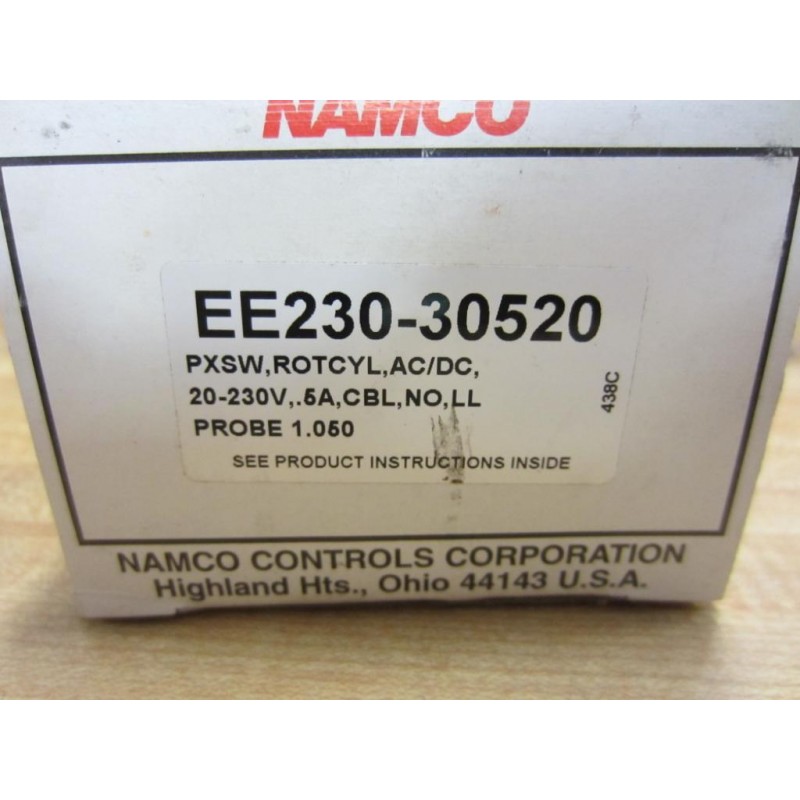 NAMCO
EE230-30520
PXSW,ROTCYL,AC/DC,
20-230V,.5A,CBL,NO,LL
PROBE 1.050
438C
SEE PRODUCT INSTRUCTIONS INSIDE
NAMCO CONTROLS CORPORATION
Highland Hts., Ohio 44143 U.S.A.